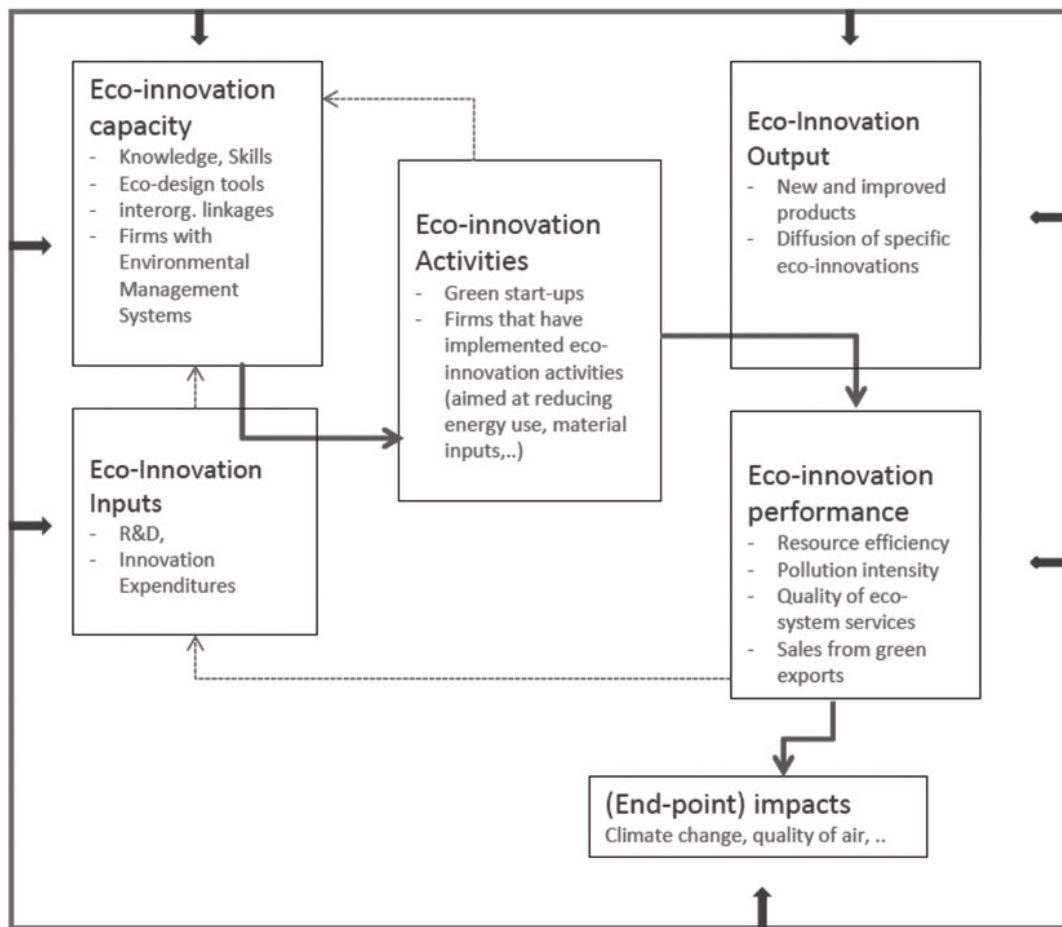 Eco-innovation
capacity
- Knowledge, Skills
- Eco-design tools
- interorg. linkages
- Firms with
Environmental
Management
Systems
Eco-Innovation
Inputs
- R&D,
- Innovation
Expenditures
Eco-innovation
Activities
- Green start-ups
- Firms that have
implemented eco-
innovation activities
(aimed at reducing
energy use, material
inputs,..)
Eco-Innovation
Output
- New and improved
products
- Diffusion of specific
eco-innovations
Eco-innovation
performance
- Resource efficiency
- Pollution intensity
- Quality of eco-
system services
- Sales from green
exports
(End-point) impacts
Climate change, quality of air, ..